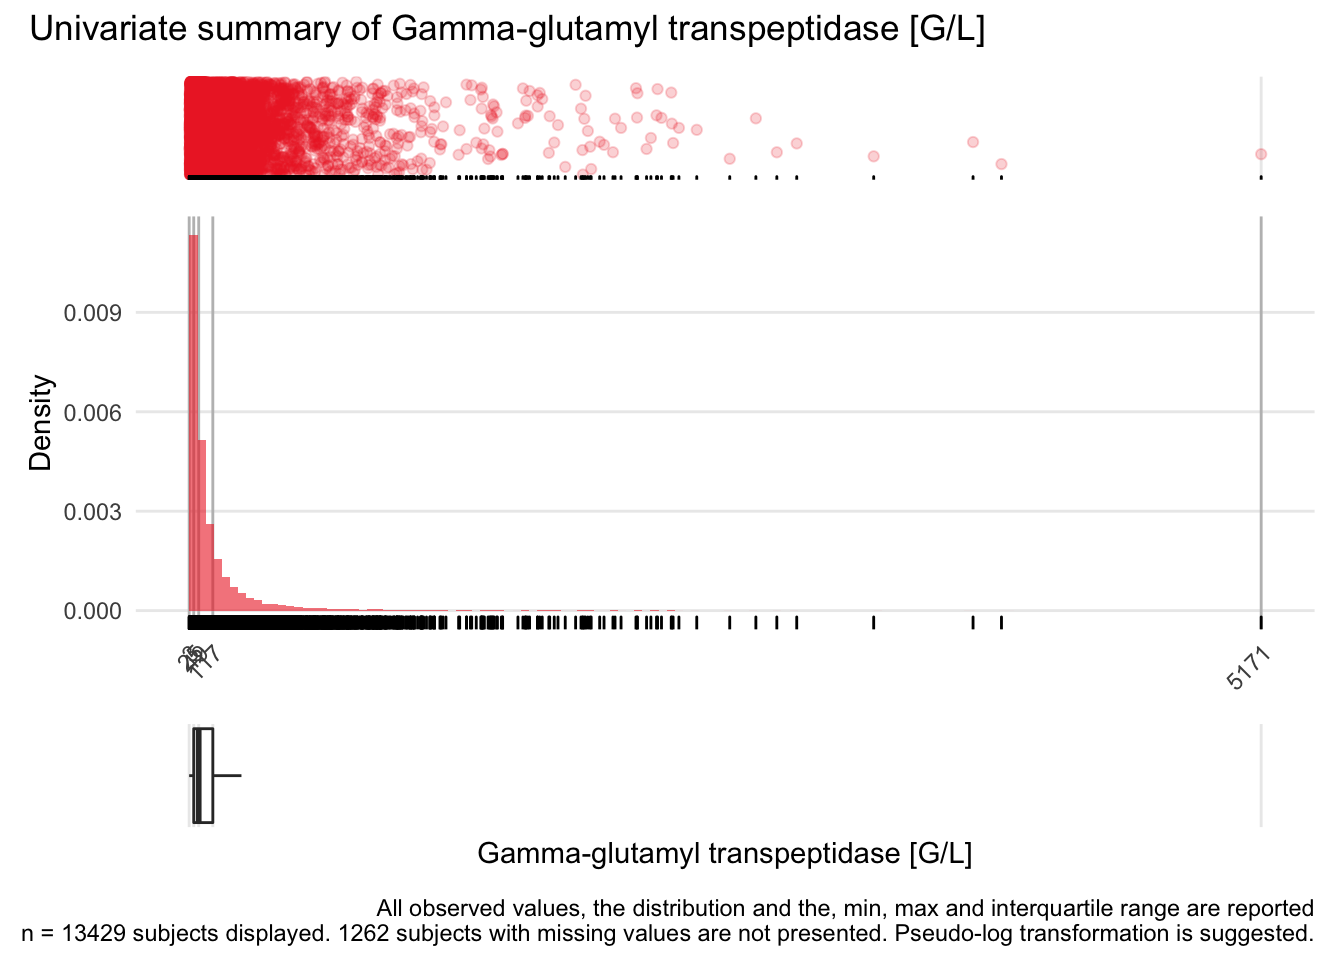 Univariate summary of Gamma-glutamyl transpeptidase [G/L]
Density
0.009
0.006
0.003
0.000
117
5171
Gamma-glutamyl transpeptidase [G/L]
All observed values, the distribution and the, min, max and interquartile range are reported
n = 13429 subjects displayed. 1262 subjects with missing values are not presented. Pseudo-log transformation is suggested.